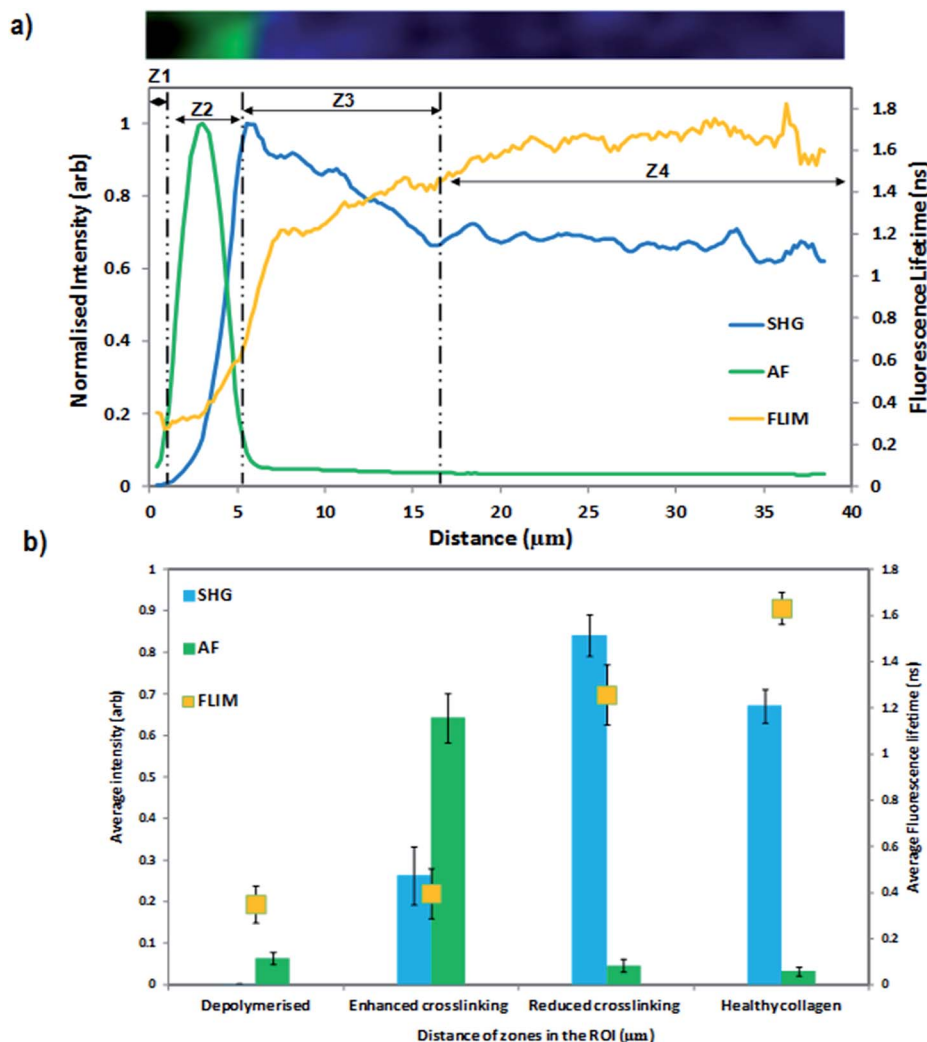 a)
Z1
Z2
Z3
Z4
Normalised Intensity (arb)
1
0.8
0.6
0.4
0.2
0
1.8
1.6
1.4
1.2
1
0.8
0.6
0.4
0.2
0
Fluorescence Lifetime (ns)
SHG
AF
FLIM
0 5 10 15 20 25 30 35 40
Distance (µm)
b)
Average intensity (arb)
1
0.9
0.8
0.7
0.6
0.5
0.4
0.3
0.2
0.1
0
SHG
AF
FLIM
1.8
1.6
1.4
1.2
1
0.8
0.6
0.4
0.2
0
Average Fluorescence lifetime (ns)
Depolymerised Enhanced crosslinking Reduced crosslinking Healthy collagen
Distance of zones in the ROI (µm)